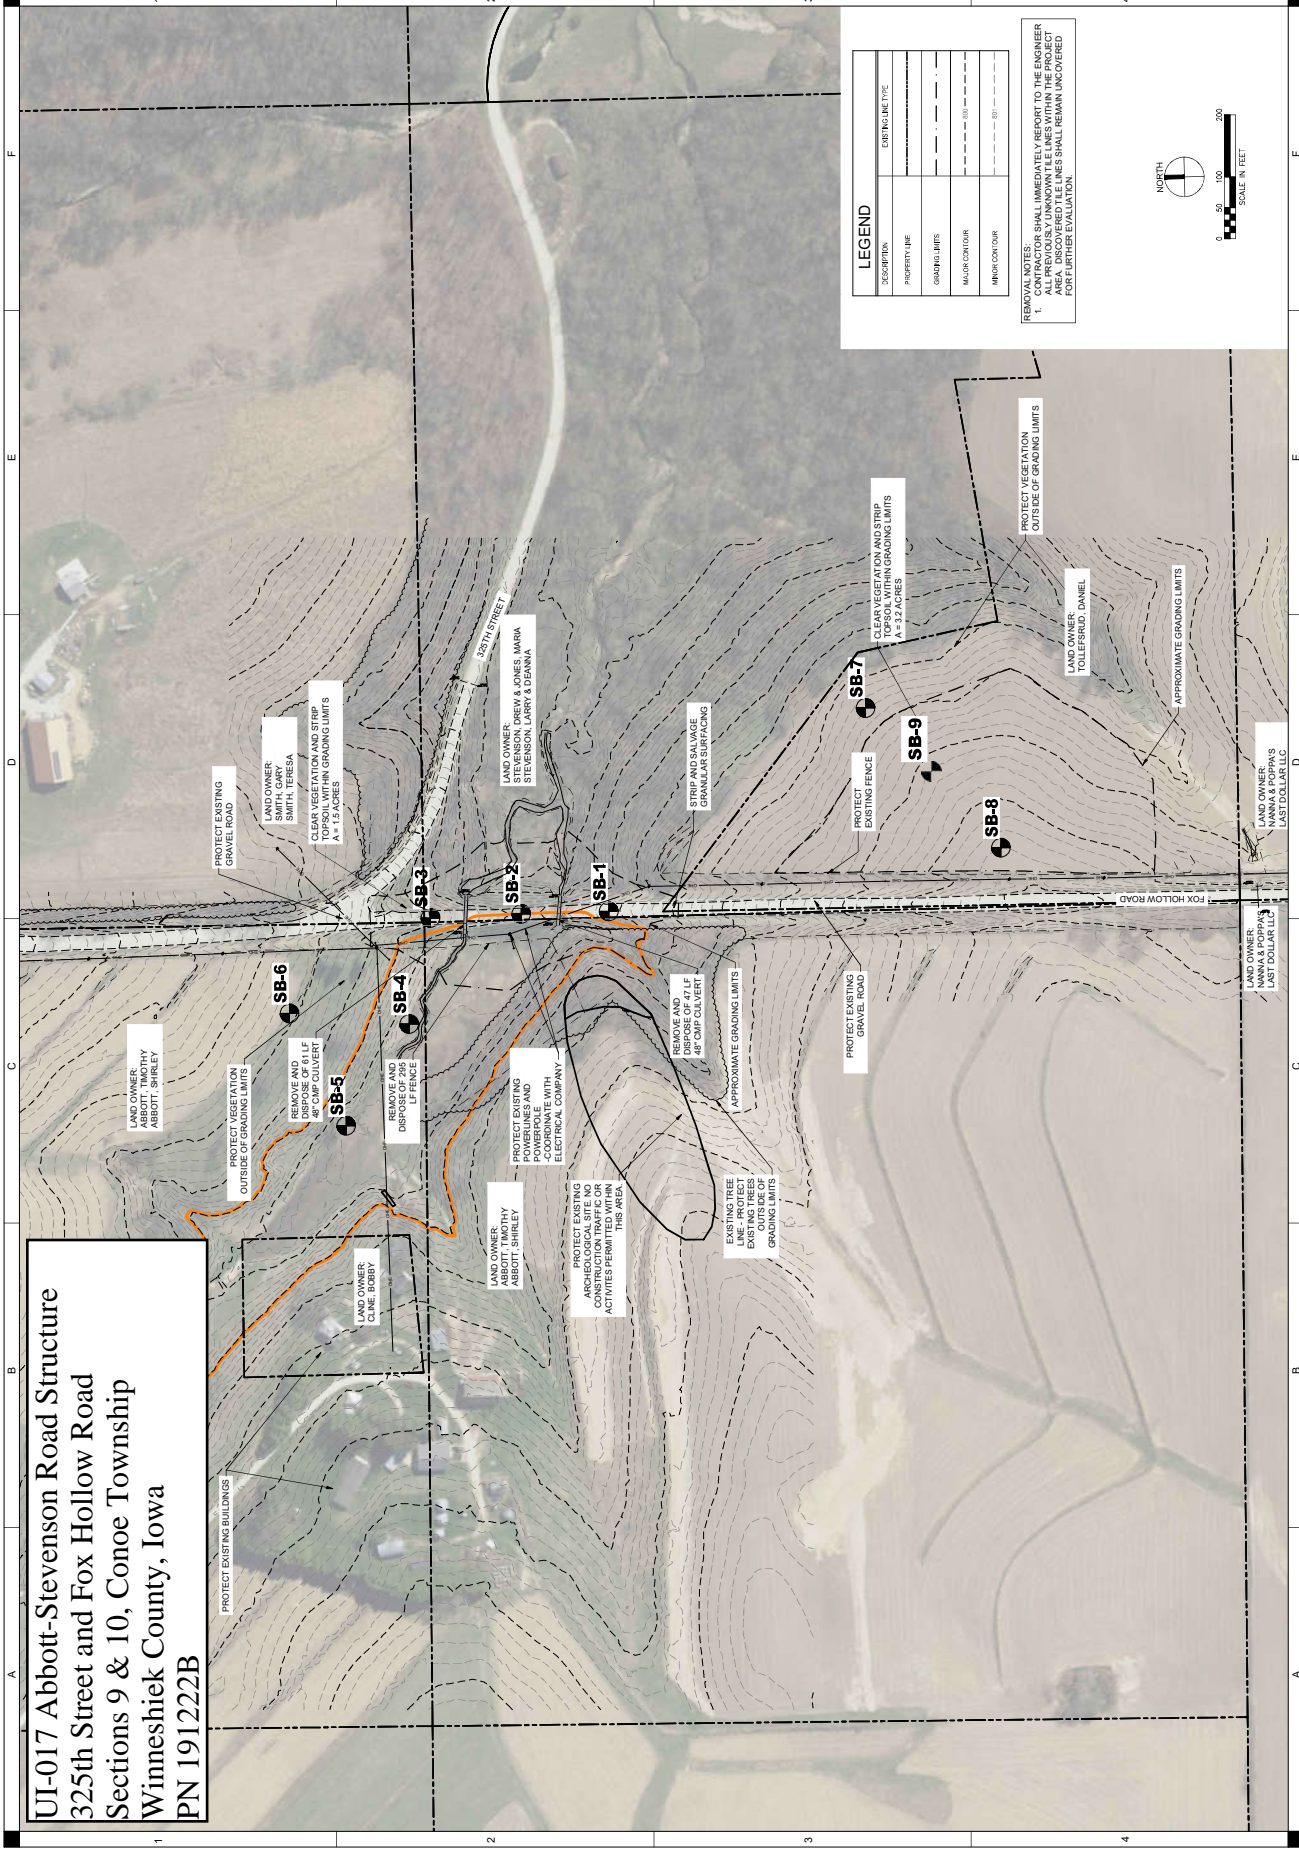 UI-017 Abbott-Stevenson Road Structure
325th Street and Fox Hollow Road
Sections 9 & 10, Conoe Township
Winneshiek County, Iowa
PN 191222B
A
B
C
D
E
F
1
2
3
4
PROTECT EXISTING BUILDINGS
LAND OWNER:
CLINE, BOBBY
LAND OWNER:
ABBOTT, TIMOTHY
ABBOTT, SHIRLEY
PROTECT VEGETATION
OUTSIDE OF GRADING LIMITS
REMOVE AND
DISPOSE OF 61 LF
48" CMP CULVERT
SB-6
SB-5
SB-4
REMOVE AND
DISPOSE OF 295
LF FENCE
LAND OWNER:
ABBOTT, TIMOTHY
ABBOTT, SHIRLEY
PROTECT EXISTING
POWERLINES AND
POWERPOLE
-COORDINATE WITH
ELECTRICAL COMPANY
PROTECT EXISTING
ARCHEOLOGICAL SITE. NO
CONSTRUCTION TRAFFIC OR
ACTIVITES PERMITTED WITHIN
THIS AREA.
REMOVE AND
DISPOSE OF 47 LF
48" CMP CULVERT
APPROXIMATE GRADING LIMITS
EXISTING TREE
LINE - PROTECT
EXISTING TREES
OUTSIDE OF
GRADING LIMITS
PROTECT EXISTING
GRAVEL ROAD
LAND OWNER:
NANNA & POPPA'S
LAST DOLLAR LLC
PROTECT EXISTING
GRAVEL ROAD
LAND OWNER:
SMITH, GARY
SMITH, TERESA
CLEAR VEGETATION AND STRIP
TOPSOIL WITHIN GRADING LIMITS
A = 1.5 ACRES
SB-3
SB-2
SB-1
325TH STREET
LAND OWNER:
STEVENSON, DREW & JONES, MARIA
STEVENSON, LARRY & DEANNA
STRIP AND SALVAGE
GRANULAR SURFACING
PROTECT
EXISTING FENCE
SB-7
SB-9
SB-8
CLEAR VEGETATION AND STRIP
TOPSOIL WITHIN GRADING LIMITS
A = 3.2 ACRES
PROTECT VEGETATION
OUTSIDE OF GRADING LIMITS
LAND OWNER:
TOLLEFSRUD, DANIEL
APPROXIMATE GRADING LIMITS
FOX HOLLOW ROAD
LAND OWNER:
NANNA & POPPA'S
LAST DOLLAR LLC
LEGEND
DESCRIPTION EXISTING LINE TYPE
PROPERTY LINE
GRADING LIMITS
MAJOR CONTOUR 800
MINOR CONTOUR 801
REMOVAL NOTES:
1. CONTRACTOR SHALL IMMEDIATELY REPORT TO THE ENGINEER
ALL PREVIOUSLY UNKNOWN TILE LINES WITHIN THE PROJECT
AREA. DISCOVERED TILE LINES SHALL REMAIN UNCOVERED
FOR FURTHER EVALUATION.
NORTH
0 50 100 200
SCALE IN FEET
A
B
C
D
E
F